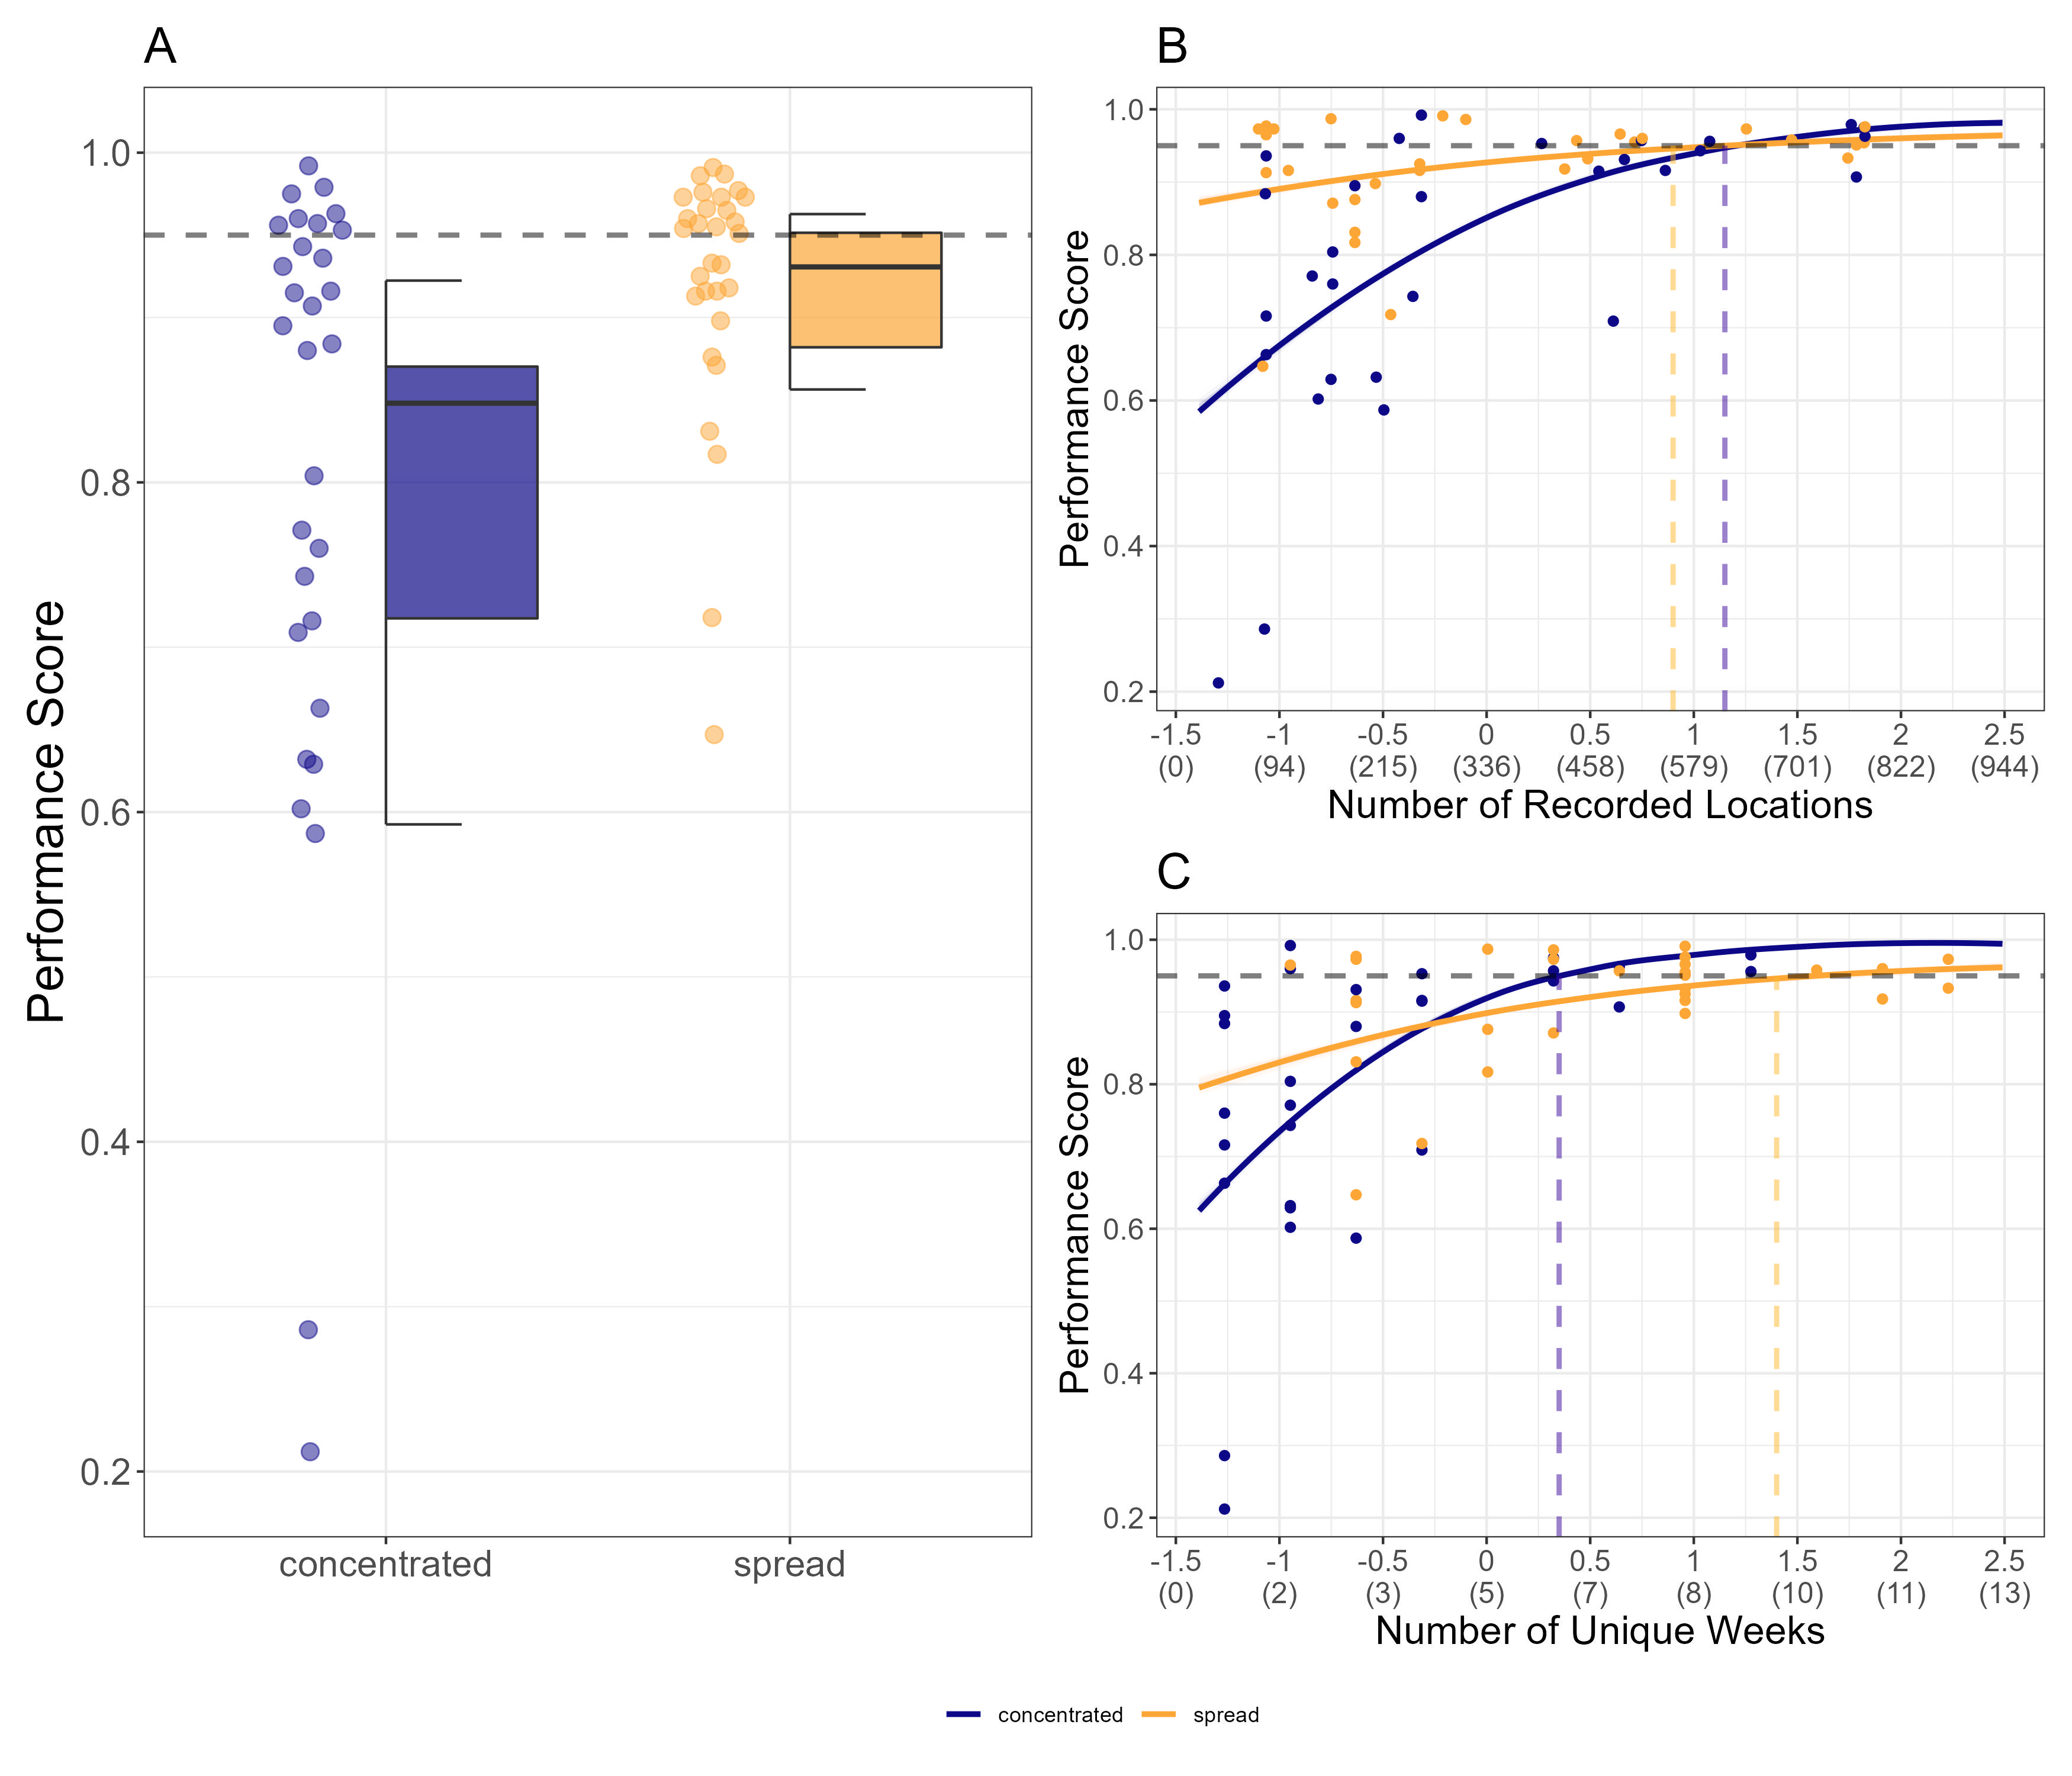 A
Performance Score
1.0
0.8
0.6
0.4
0.2
concentrated spread
B
Performance Score
1.0
0.8
0.6
0.4
0.2
-1.5 -1 -0.5 0 0.5 1 1.5 2 2.5
(0) (94) (215) (336) (458) (579) (701) (822) (944)
Number of Recorded Locations
C
Performance Score
1.0
0.8
0.6
0.4
0.2
-1.5 -1 -0.5 0 0.5 1 1.5 2 2.5
(0) (2) (3) (5) (7) (8) (10) (11) (13)
Number of Unique Weeks
concentrated spread